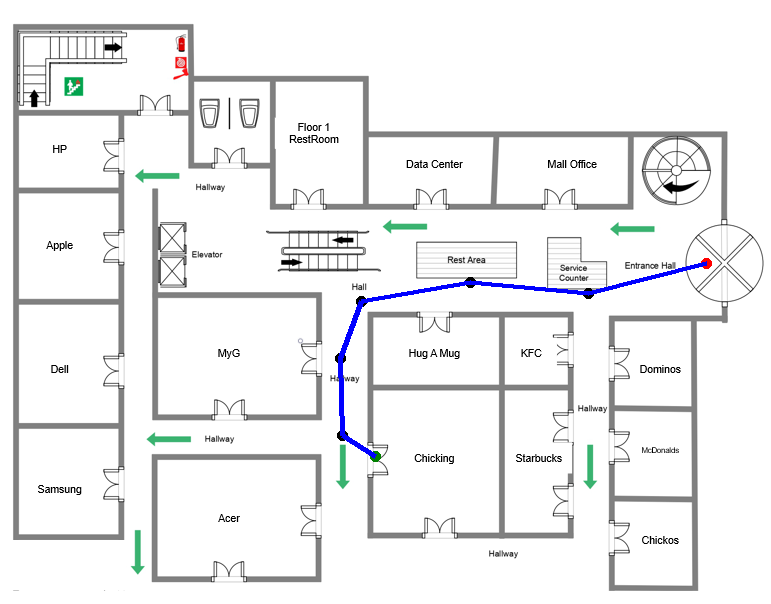 HP
Floor 1
RestRoom
Data Center
Mall Office
Hallway
Apple
Elevator
Rest Area
Service
Counter
Entrance Hall
Hall
MyG
Hug A Mug
KFC
Dell
Dominos
Hallway
Hallway
Hallway
McDonalds
Samsung
Chicking
Starbucks
Acer
Chickos
Hallway